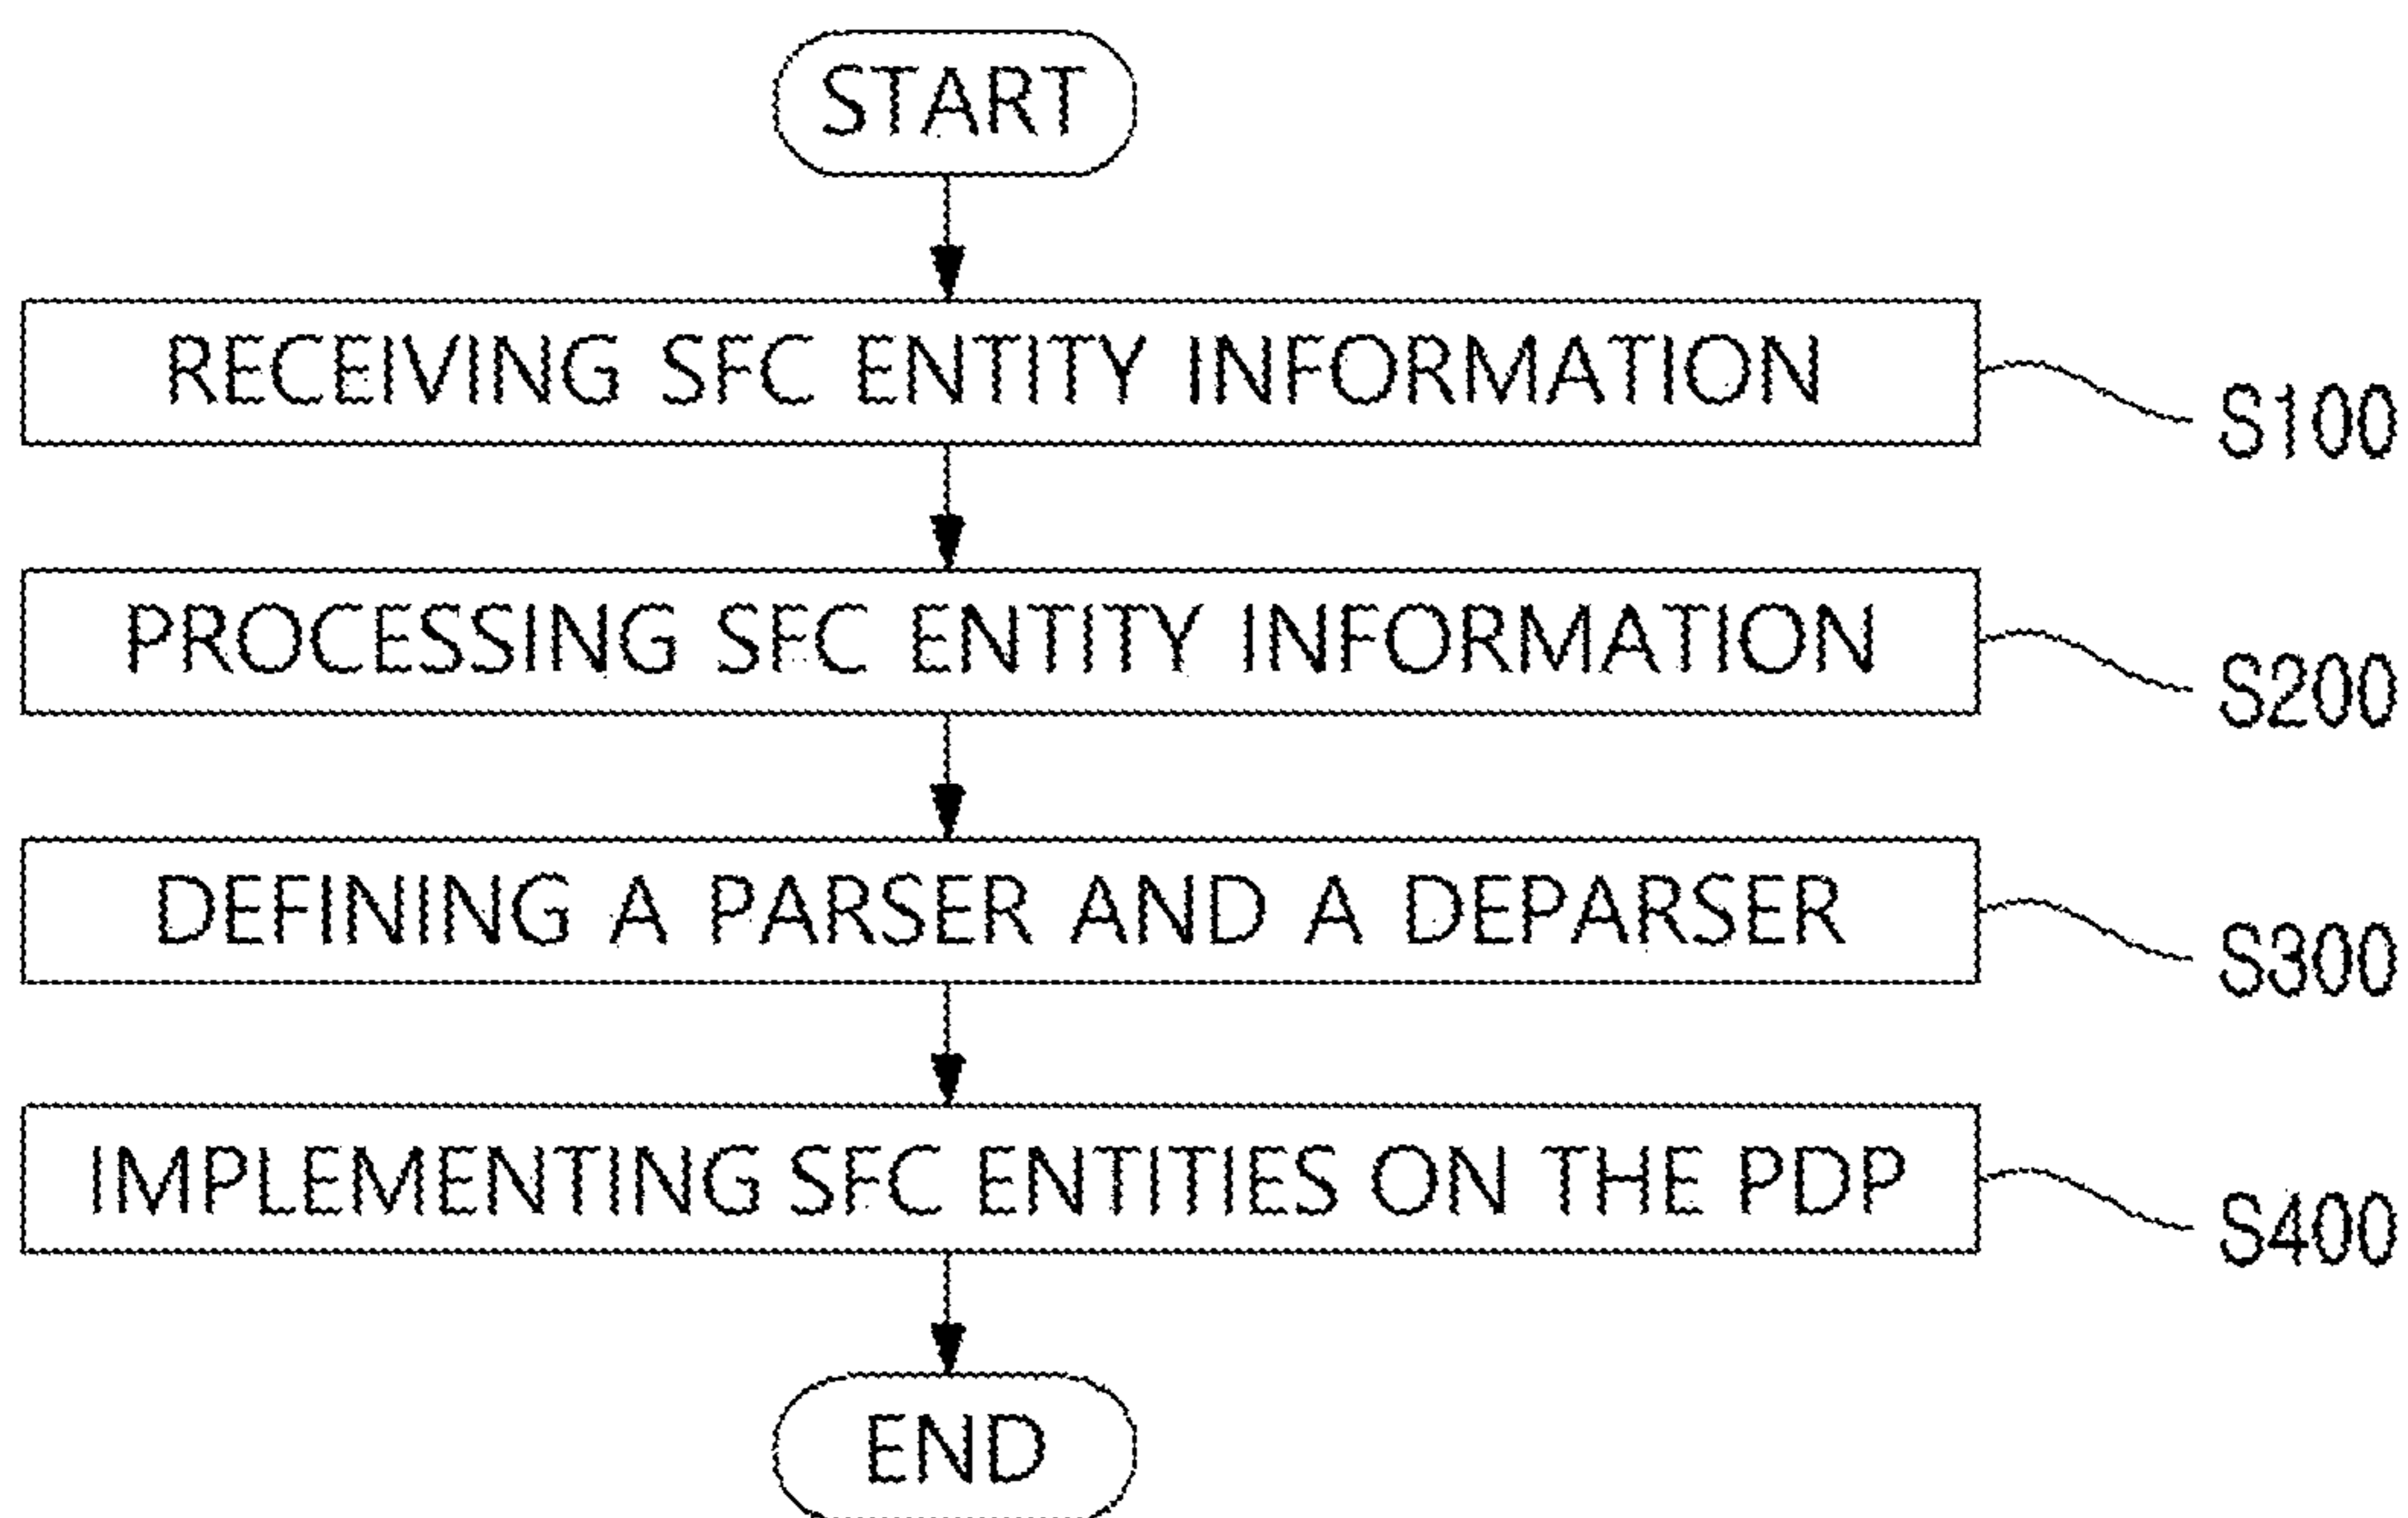 START
RECEIVING SFC ENTITY INFORMATION
S100
PROCESSING SFC ENTITY INFORMATION
S200
DEFINING A PARSER AND A DEPARSER
S300
IMPLEMENTING SFC ENTITIES ON THE PDP
S400
END